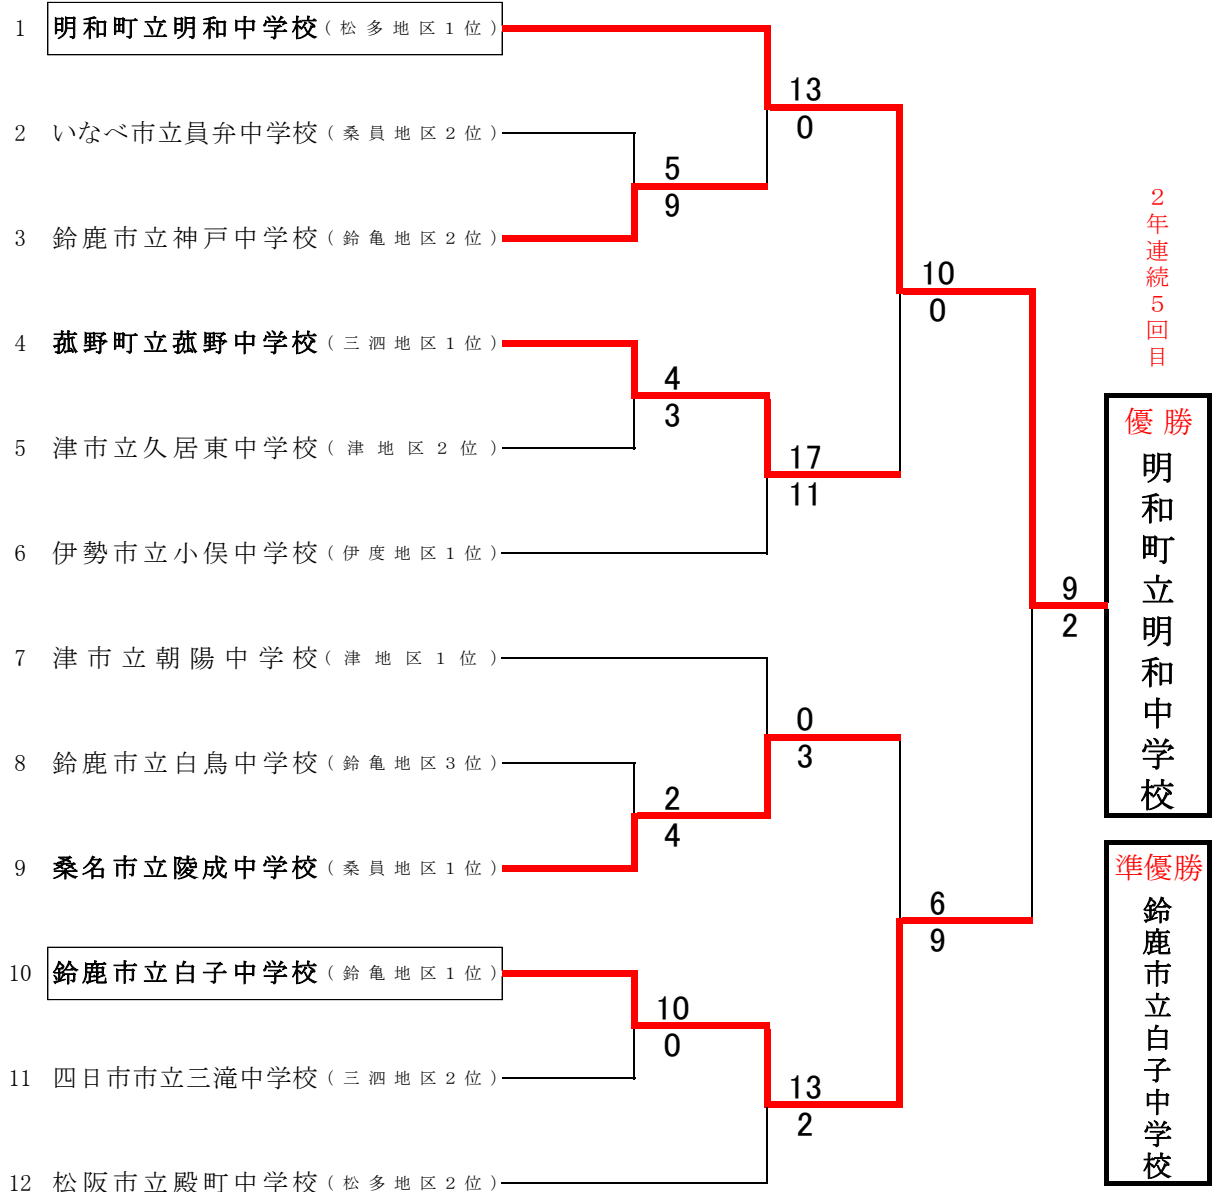 1 明和町立明和中学校(松多地区1位)
13
0
2 いなべ市立員弁中学校(桑員地区2位)
5
9
3 鈴鹿市立神戸中学校(鈴亀地区2位)
10
0
4 菰野町立菰野中学校(三泗地区1位)
4
3
5 津市立久居東中学校(津地区2位)
17
11
6 伊勢市立小俣中学校(伊度地区1位)
9
2
7 津市立朝陽中学校(津地区1位)
0
3
8 鈴鹿市立白鳥中学校(鈴亀地区3位)
2
4
9 桑名市立陵成中学校(桑員地区1位)
6
9
10 鈴鹿市立白子中学校(鈴亀地区1位)
10
0
11 四日市市立三滝中学校(三泗地区2位)
13
2
12 松阪市立殿町中学校(松多地区2位)
2年連続5回目
優勝
明和町立明和中学校
準優勝
鈴鹿市立白子中学校